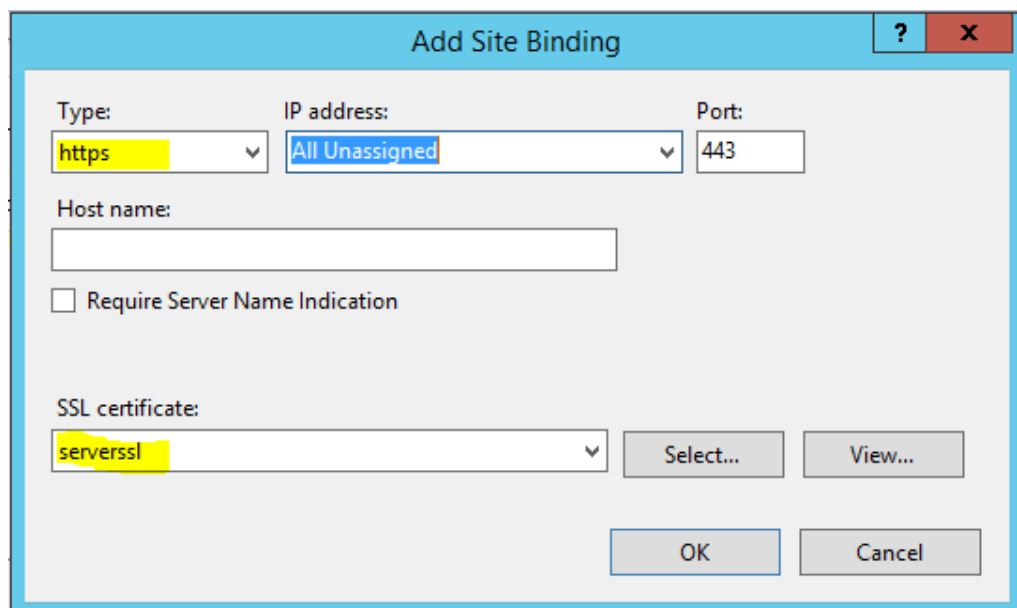 Add Site Binding
?
x
Type: IP address: Port:
https All Unassigned 443
Host name:
Require Server Name Indication
SSL certificate:
serverssl Select... View...
OK Cancel